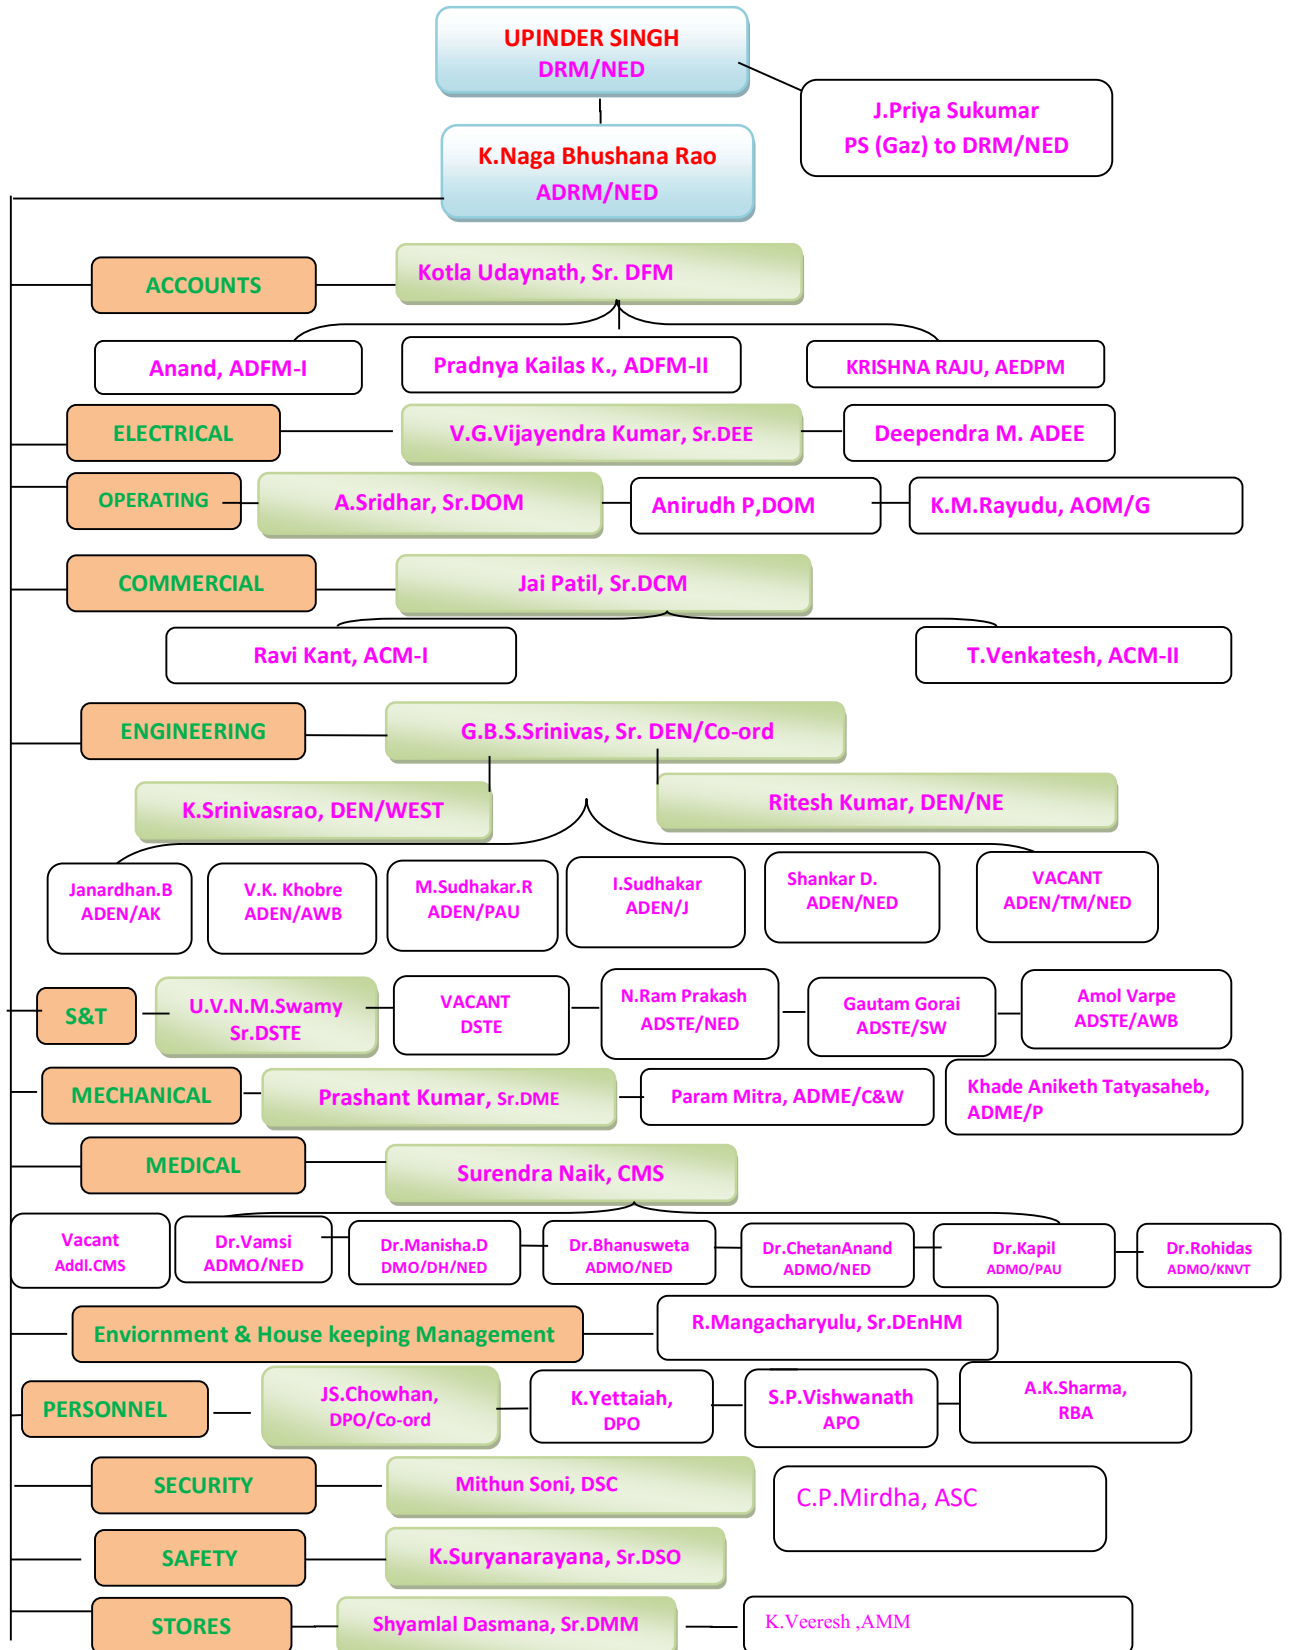 UPINDER SINGH
DRM/NED
J.Priya Sukumar
PS (Gaz) to DRM/NED
K.Naga Bhushana Rao
ADRM/NED
ACCOUNTS
Kotla Udaynath, Sr. DFM
Anand, ADFM-I
Pradnya Kailas K., ADFM-II
KRISHNA RAJU, AEDPM
ELECTRICAL
V.G.Vijayendra Kumar, Sr.DEE
Deependra M. ADEE
OPERATING
A.Sridhar, Sr.DOM
Anirudh P,DOM
K.M.Rayudu, AOM/G
COMMERCIAL
Jai Patil, Sr.DCM
Ravi Kant, ACM-I
T.Venkatesh, ACM-II
ENGINEERING
G.B.S.Srinivas, Sr. DEN/Co-ord
K.Srinivasrao, DEN/WEST
Ritesh Kumar, DEN/NE
Janardhan.B
ADEN/AK
V.K. Khobre
ADEN/AWB
M.Sudhakar.R
ADEN/PAU
I.Sudhakar
ADEN/J
Shankar D.
ADEN/NED
VACANT
ADEN/TM/NED
S&T
U.V.N.M.Swamy
Sr.DSTE
VACANT
DSTE
N.Ram Prakash
ADSTE/NED
Gautam Gorai
ADSTE/SW
Amol Varpe
ADSTE/AWB
MECHANICAL
Prashant Kumar, Sr.DME
Param Mitra, ADME/C&W
Khade Aniketh Tatyasaheb,
ADME/P
MEDICAL
Surendra Naik, CMS
Vacant
Addl.CMS
Dr.Vamsi
ADMO/NED
Dr.Manisha.D
DMO/DH/NED
Dr.Bhanusweta
ADMO/NED
Dr.ChetanAnand
ADMO/NED
Dr.Kapil
ADMO/PAU
Dr.Rohidas
ADMO/KNVT
Enviornment & House keeping Management
R.Mangacharyulu, Sr.DEnHM
PERSONNEL
JS.Chowhan,
DPO/Co-ord
K.Yettaiah,
DPO
S.P.Vishwanath
APO
A.K.Sharma,
RBA
SECURITY
Mithun Soni, DSC
C.P.Mirdha, ASC
SAFETY
K.Suryanarayana, Sr.DSO
STORES
Shyamlal Dasmana, Sr.DMM
K.Veeresh ,AMM